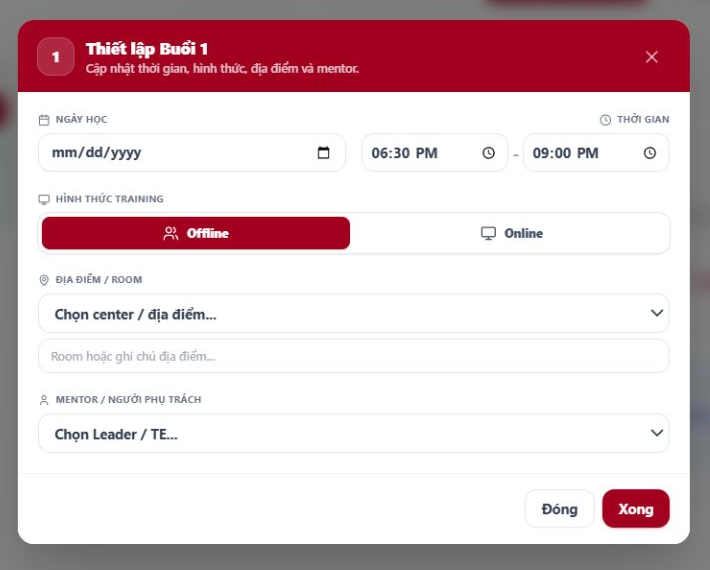 1
Thiết lập Buổi 1
Cập nhật thời gian, hình thức, địa điểm và mentor.
NGÀY HỌC
THỜI GIAN
mm/dd/yyyy
06:30 PM - 09:00 PM
HÌNH THỨC TRAINING
Offline
Online
ĐỊA ĐIỂM / ROOM
Chọn center / địa điểm...
Room hoặc ghi chú địa điểm...
MENTOR / NGƯỜI PHỤ TRÁCH
Chọn Leader / TE...
Đóng
Xong